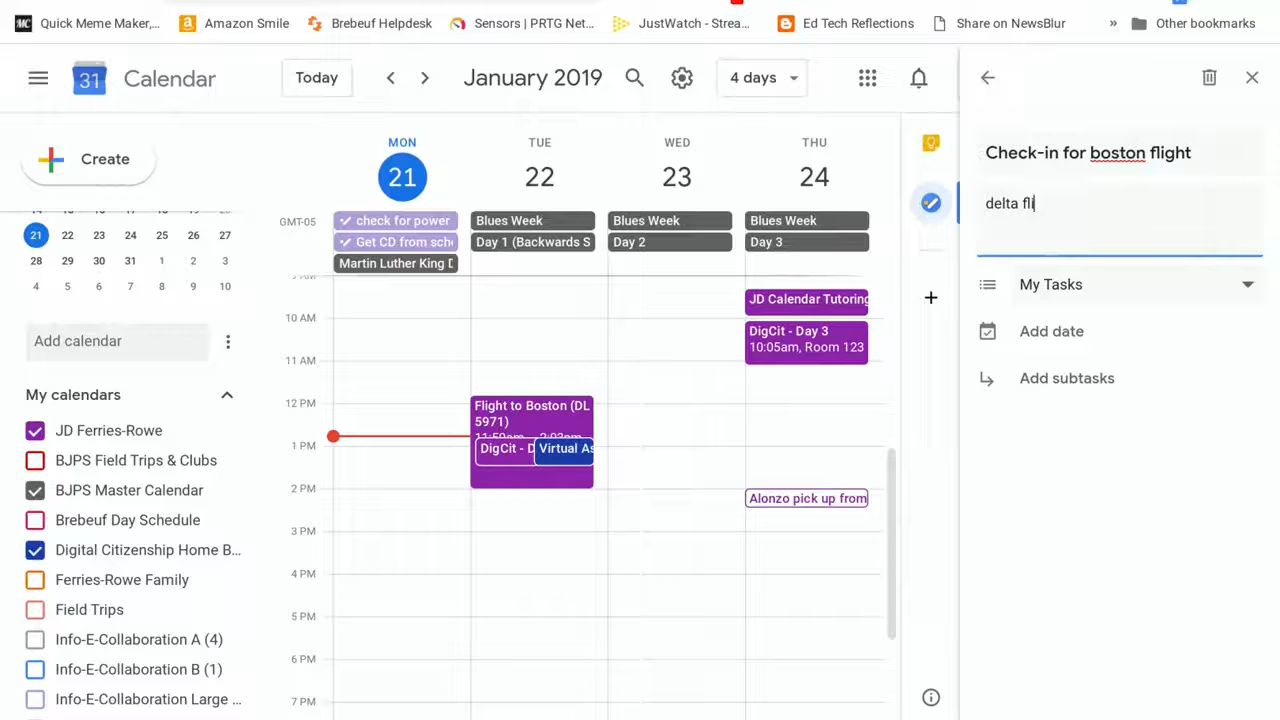 Quick Meme Maker,...
Amazon Smile
Brebeuf Helpdesk
Sensors | PRTG Net...
JustWatch - Strea...
Ed Tech Reflections
Share on NewsBlur
»
Other bookmarks
31
Calendar
Today
January 2019
4 days
Create
21 22 23 24 25 26 27
28 29 30 31 1 2 3
4 5 6 7 8 9 10
Add calendar
My calendars
JD Ferries-Rowe
BJPS Field Trips & Clubs
BJPS Master Calendar
Brebeuf Day Schedule
Digital Citizenship Home B...
Ferries-Rowe Family
Field Trips
Info-E-Collaboration A (4)
Info-E-Collaboration B (1)
Info-E-Collaboration Large ...
MON TUE WED THU
21 22 23 24
GMT-05
check for power
Get CD from sch
Martin Luther King D
Blues Week
Day 1 (Backwards S
Blues Week
Day 2
Blues Week
Day 3
10 AM
11 AM
12 PM
1 PM
2 PM
3 PM
4 PM
5 PM
6 PM
7 PM
Flight to Boston (DL
5971)
DigCit - D
Virtual As
JD Calendar Tutoring
DigCit - Day 3
10:05am, Room 123
Alonzo pick up from
Check-in for boston flight
delta fli
My Tasks
Add date
Add subtasks